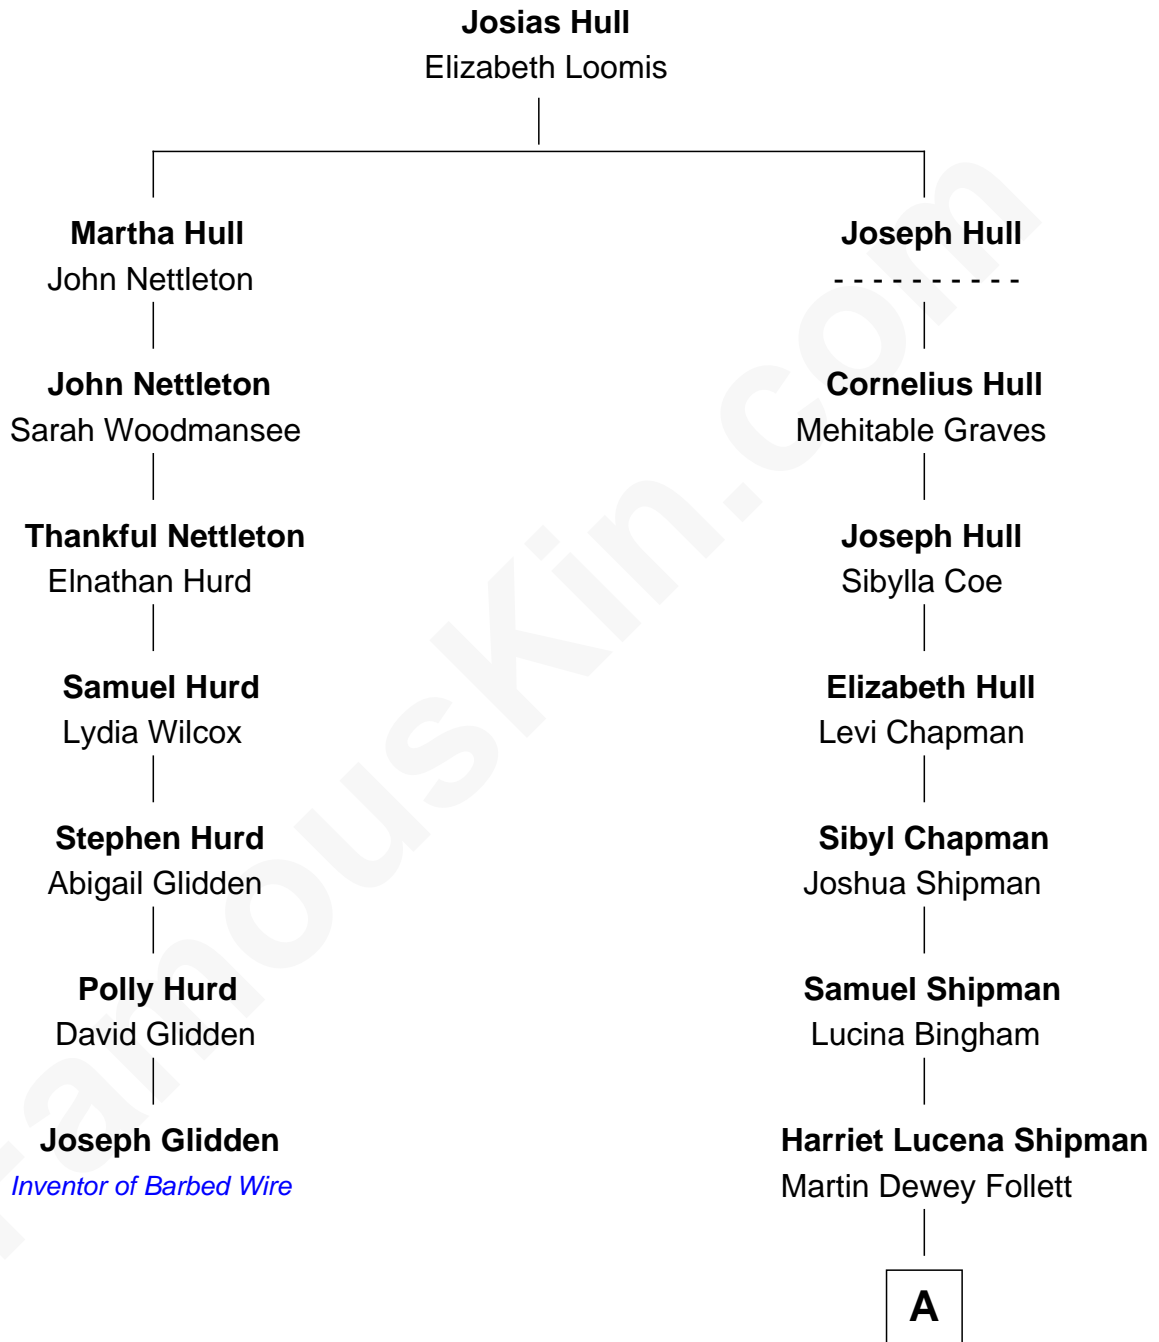 Josias Hull
Elizabeth Loomis
Martha Hull
John Nettleton
John Nettleton
Sarah Woodmansee
Thankful Nettleton
Elnathan Hurd
Samuel Hurd
Lydia Wilcox
Stephen Hurd
Abigail Glidden
Polly Hurd
David Glidden
Joseph Glidden
Inventor of Barbed Wire
Joseph Hull
- - - - - - - - - -
Cornelius Hull
Mehitable Graves
Joseph Hull
Sibylla Coe
Elizabeth Hull
Levi Chapman
Sibyl Chapman
Joshua Shipman
Samuel Shipman
Lucina Bingham
Harriet Lucena Shipman
Martin Dewey Follett
A
FamousKin.com